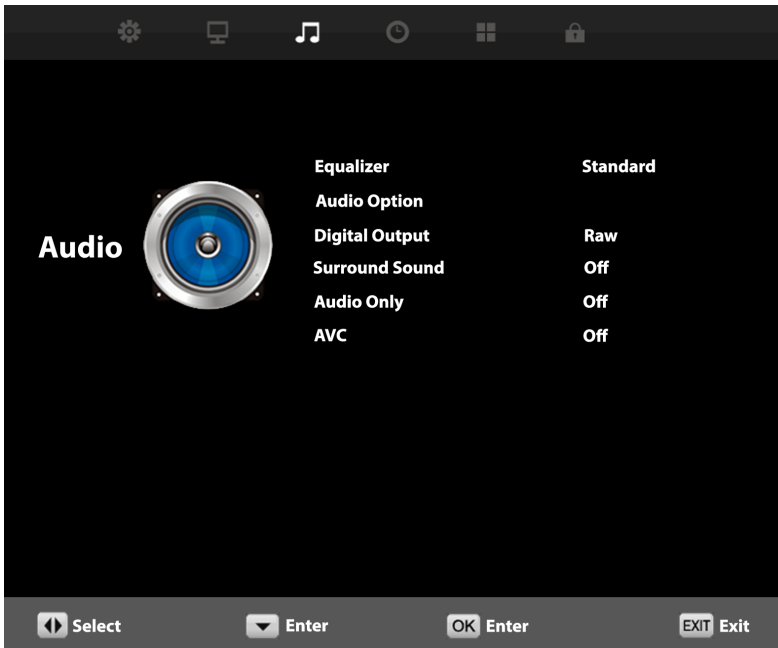 Equalizer Standard
Audio Option
Digital Output Raw
Audio
Surround Sound Off
Audio Only Off
AVC Off
Select Enter OK Enter EXIT Exit